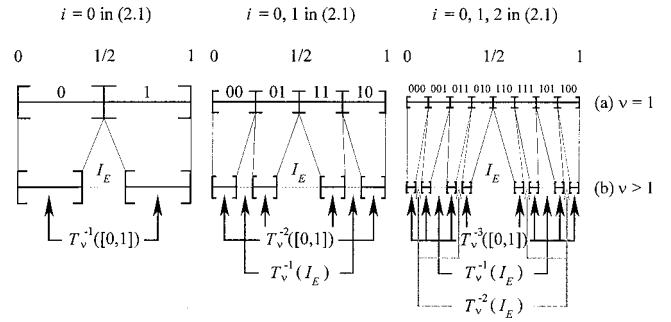 i = 0 in (2.1) i = 0, 1 in (2.1) i = 0, 1, 2 in (2.1)
0 1/2 1 0 1/2 1 0 1/2 1
0 1 00 01 11 10 000 001 011 010 110 111 101 100 (a) ν = 1
I_E I_E I_E (b) ν > 1
T_ν^{-1}([0,1]) T_ν^{-2}([0,1]) T_ν^{-3}([0,1])
T_ν^{-1}(I_E) T_ν^{-1}(I_E)
T_ν^{-2}(I_E)